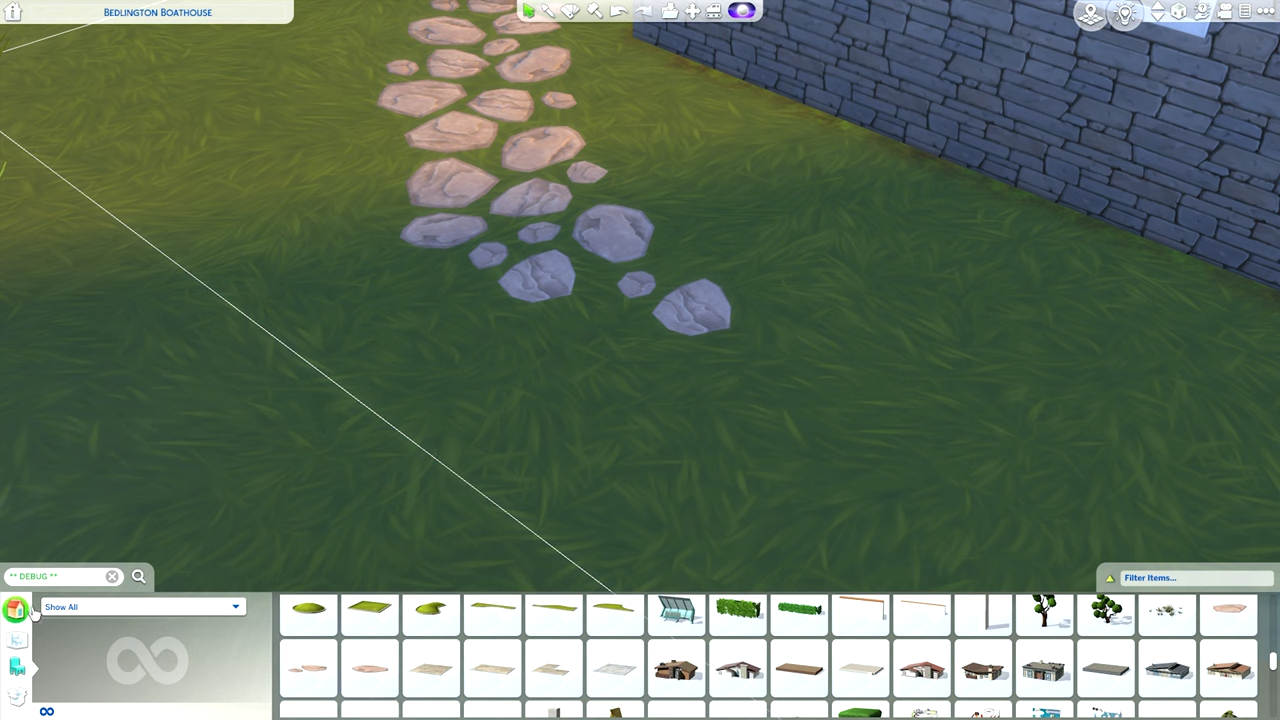 BEDLINGTON BOATHOUSE
** DEBUG **
Filter Items...
Show All